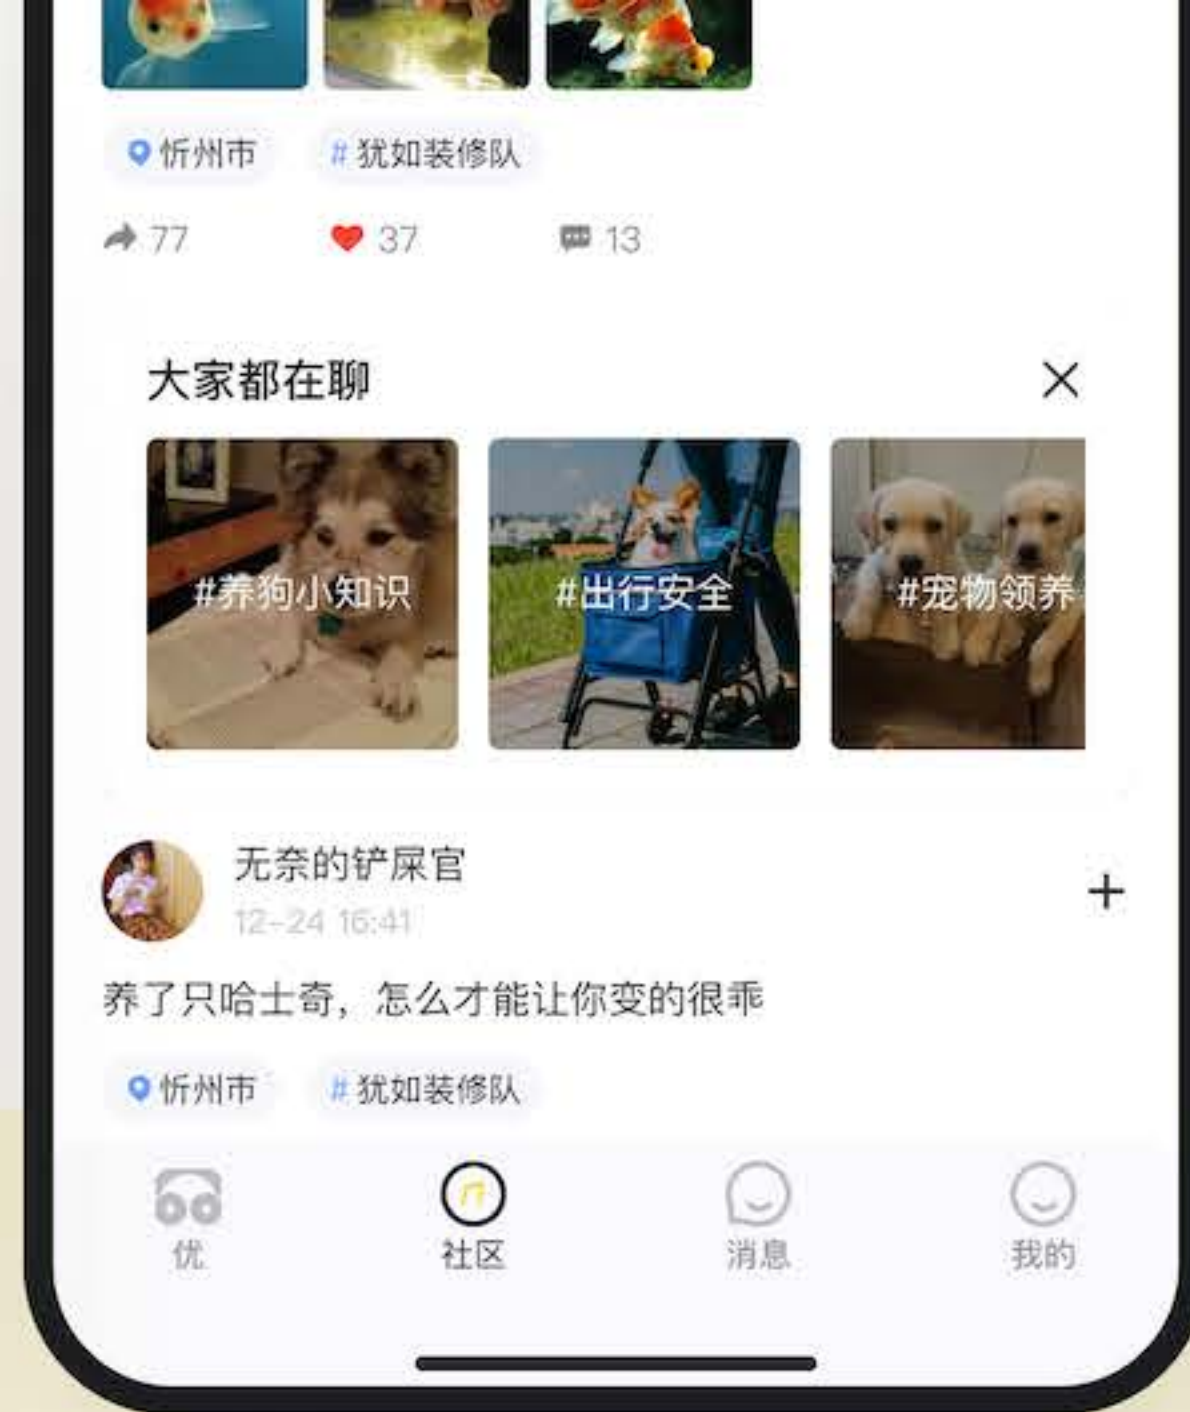 忻州市 # 犹如装修队
77 37 13
大家都在聊
#养狗小知识 #出行安全 #宠物领养
无奈的铲屎官
12-24 16:41
养了只哈士奇，怎么才能让你变的很乖
忻州市 # 犹如装修队
优 社区 消息 我的